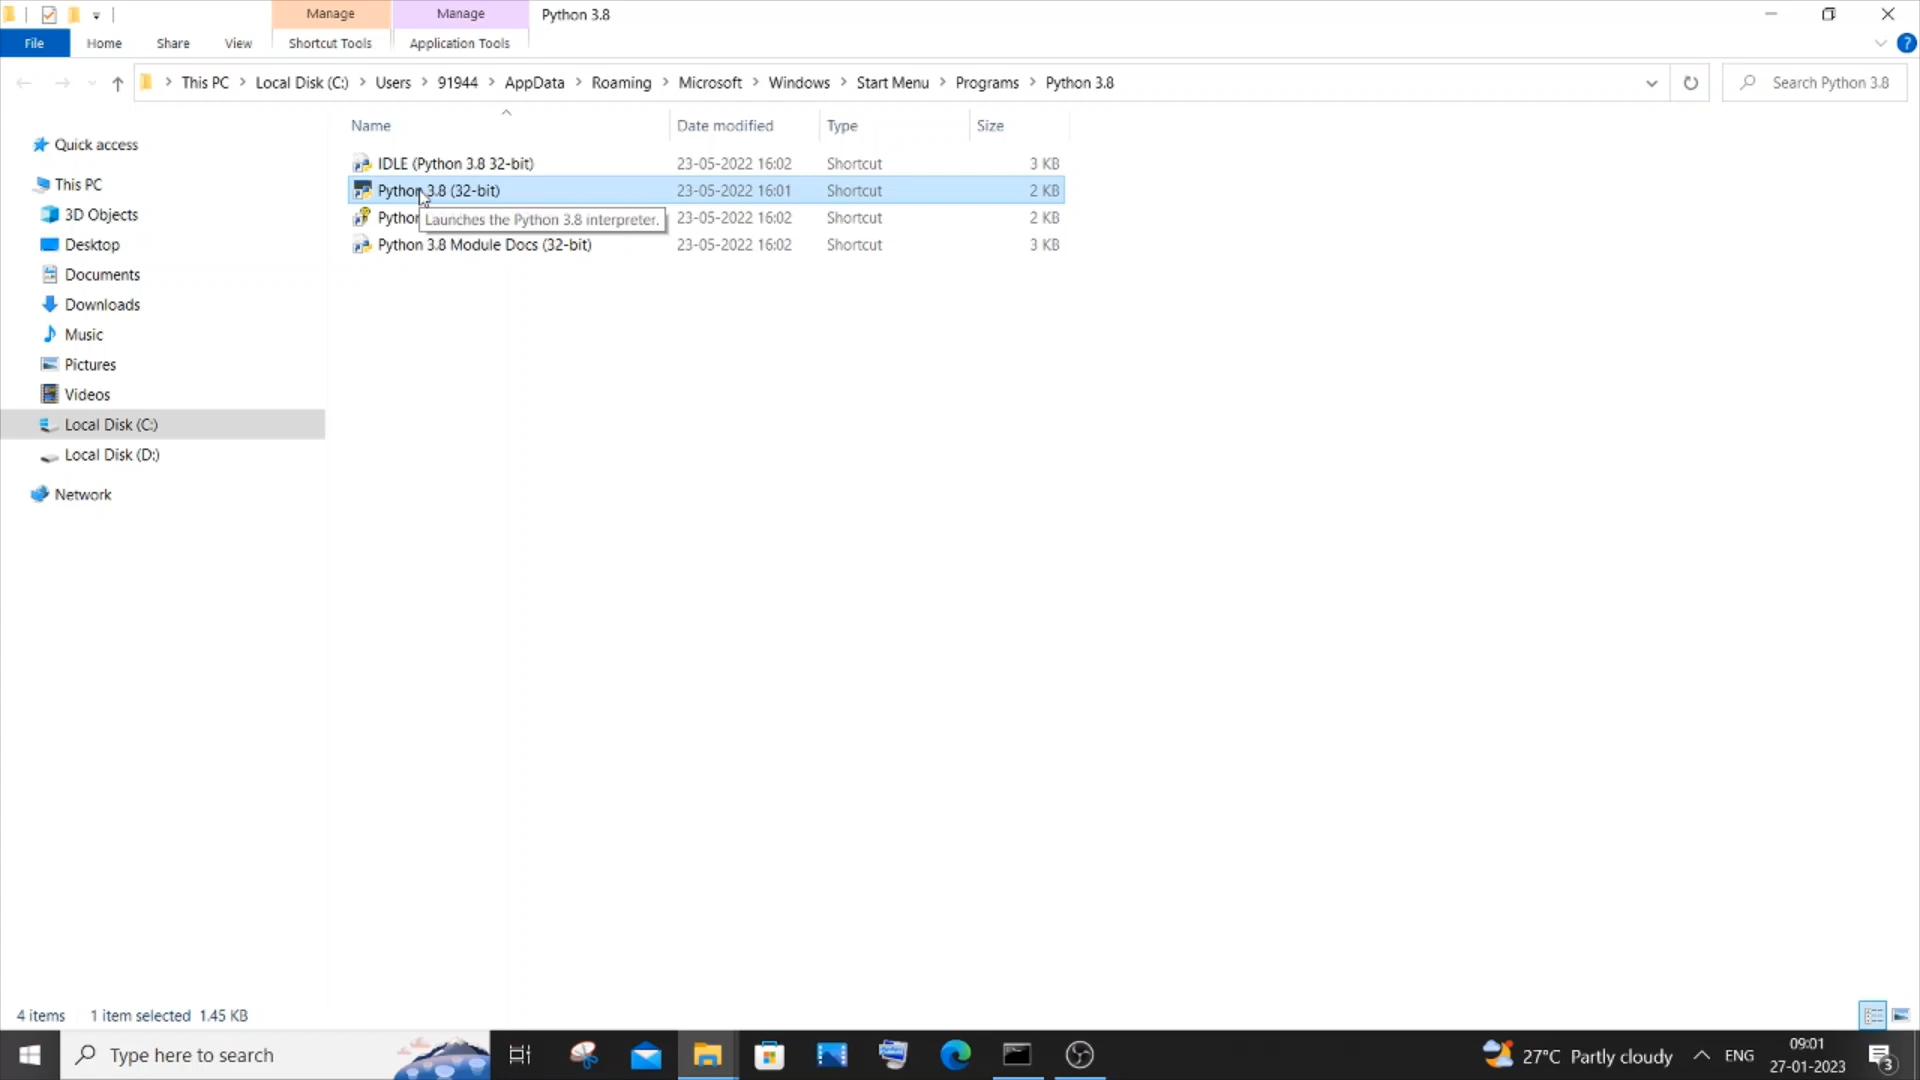 Manage
Manage
Python 3.8
File
Home
Share
View
Shortcut Tools
Application Tools
?
This PC > Local Disk (C:) > Users > 91944 > AppData > Roaming > Microsoft > Windows > Start Menu > Programs > Python 3.8
Search Python 3.8
Name
Date modified
Type
Size
Quick access
This PC
3D Objects
Desktop
Documents
Downloads
Music
Pictures
Videos
Local Disk (C:)
Local Disk (D:)
Network
IDLE (Python 3.8 32-bit) 23-05-2022 16:02 Shortcut 3 KB
Python 3.8 (32-bit) 23-05-2022 16:01 Shortcut 2 KB
Python 23-05-2022 16:02 Shortcut 2 KB
Launches the Python 3.8 interpreter.
Python 3.8 Module Docs (32-bit) 23-05-2022 16:02 Shortcut 3 KB
4 items 1 item selected 1.45 KB
Type here to search
27°C Partly cloudy
ENG
09:01
27-01-2023
3